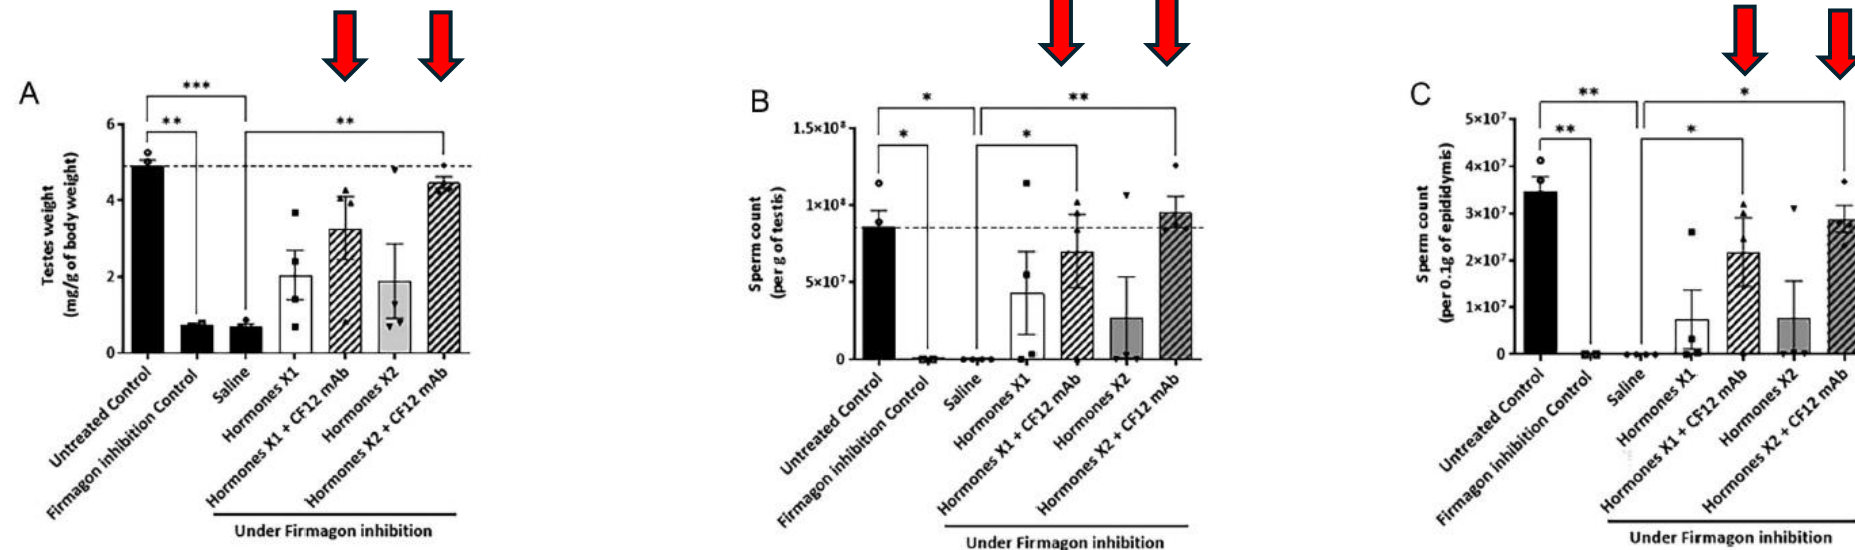 A
***
**
**
Testes weight
(mg/g of body weight)
6
4
2
0
Untreated Control
Firmagon inhibition Control
Saline
Hormones X1
Hormones X1 + CF12 mAb
Hormones X2
Hormones X2 + CF12 mAb
Under Firmagon inhibition
B
*
**
*
*
Sperm count
(per g of testis)
1.5×10⁸
1×10⁸
5×10⁷
0
Untreated Control
Firmagon inhibition Control
Saline
Hormones X1
Hormones X1 + CF12 mAb
Hormones X2
Hormones X2 + CF12 mAb
Under Firmagon inhibition
C
**
*
**
*
Sperm count
(per 0.1g of epididymis)
5×10⁷
4×10⁷
3×10⁷
2×10⁷
1×10⁷
0
Untreated Control
Firmagon inhibition Control
Saline
Hormones X1
Hormones X1 + CF12 mAb
Hormones X2
Hormones X2 + CF12 mAb
Under Firmagon inhibition